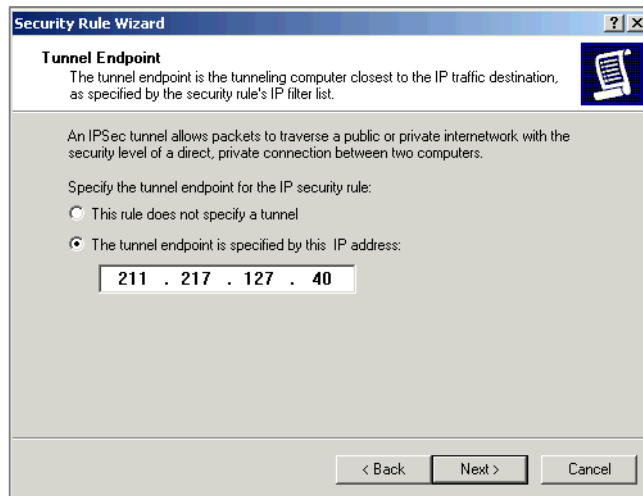 Security Rule Wizard
Tunnel Endpoint
The tunnel endpoint is the tunneling computer closest to the IP traffic destination,
as specified by the security rule's IP filter list.
An IPSec tunnel allows packets to traverse a public or private internetwork with the
security level of a direct, private connection between two computers.
Specify the tunnel endpoint for the IP security rule:
This rule does not specify a tunnel
The tunnel endpoint is specified by this IP address:
211 . 217 . 127 . 40
< Back Next > Cancel